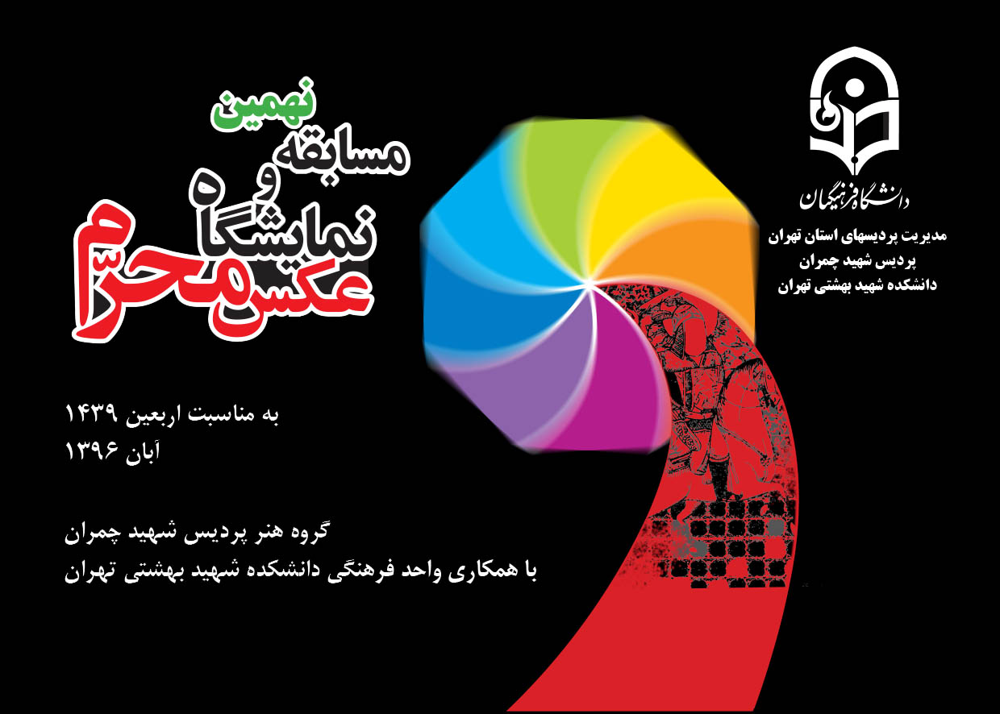 دانشگاه فرهنگیان
مدیریت پردیسهای استان تهران
پردیس شهید چمران
دانشکده شهید بهشتی تهران
نهمین
مسابقه
و
نمایشگاه
عکس محرّم
به مناسبت اربعین ۱۴۳۹
آبان ۱۳۹۶
گروه هنر پردیس شهید چمران
با همکاری واحد فرهنگی دانشکده شهید بهشتی تهران